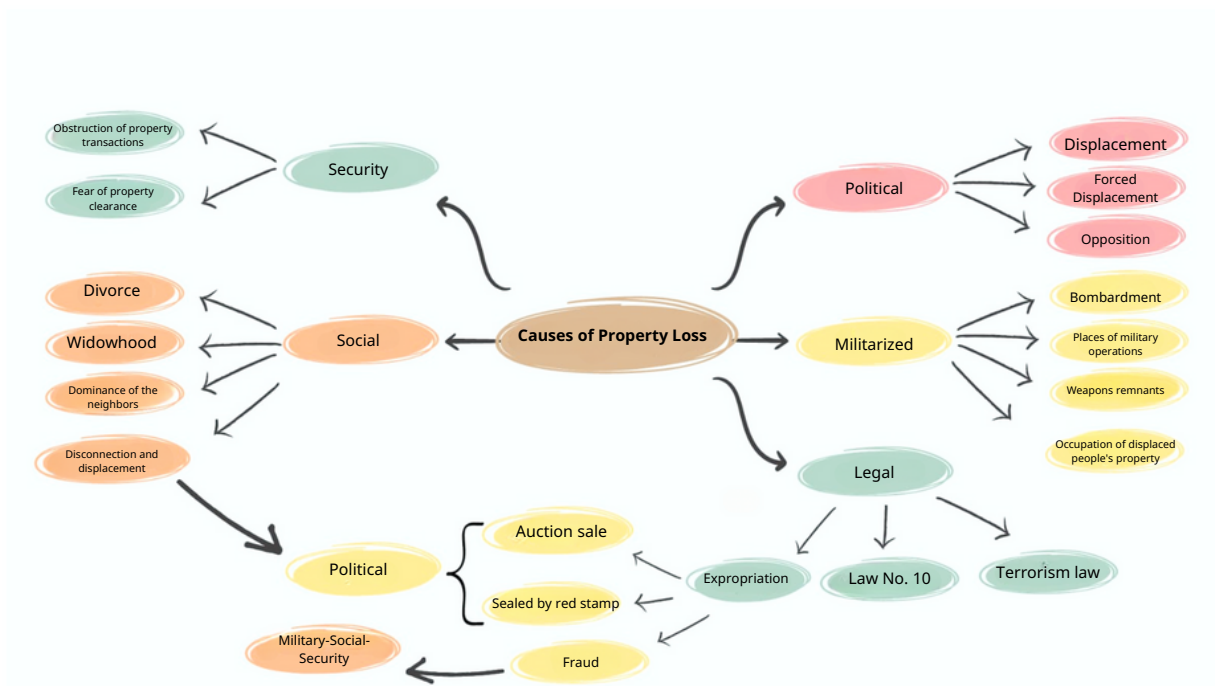 Obstruction of property
transactions
Fear of property
clearance
Security
Political
Displacement
Forced
Displacement
Opposition
Divorce
Widowhood
Dominance of the
neighbors
Disconnection and
displacement
Social
Causes of Property Loss
Militarized
Bombardment
Places of military
operations
Weapons remnants
Occupation of displaced
people's property
Legal
Expropriation
Law No. 10
Terrorism law
Auction sale
Sealed by red stamp
Fraud
Political
Military-Social-
Security